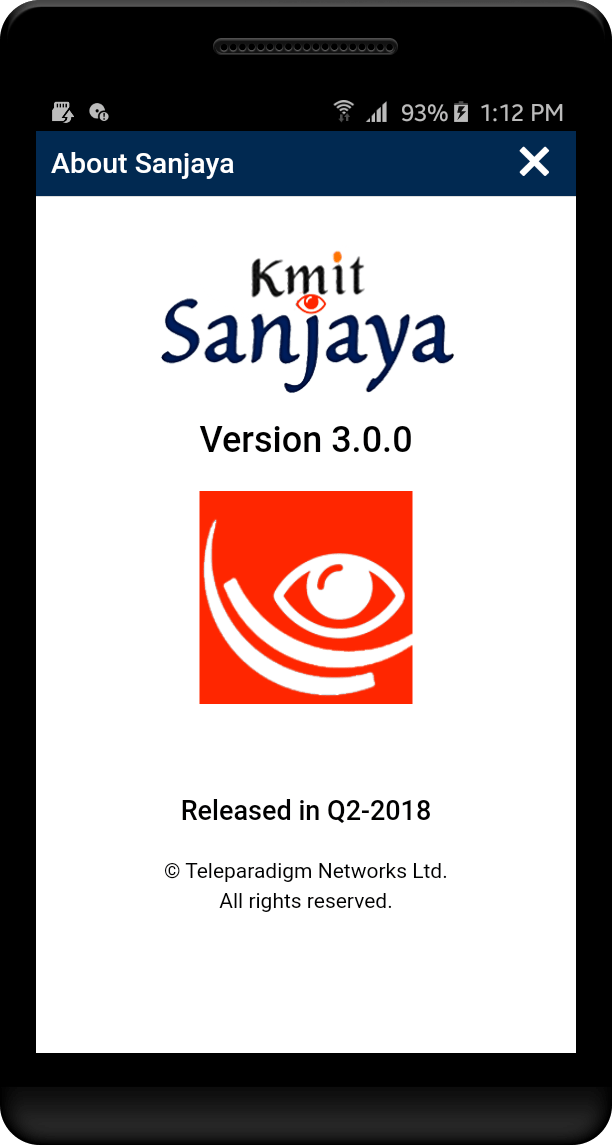 93% 1:12 PM
About Sanjaya
Kmit
Sanjaya
Version 3.0.0
Released in Q2-2018
© Teleparadigm Networks Ltd.
All rights reserved.